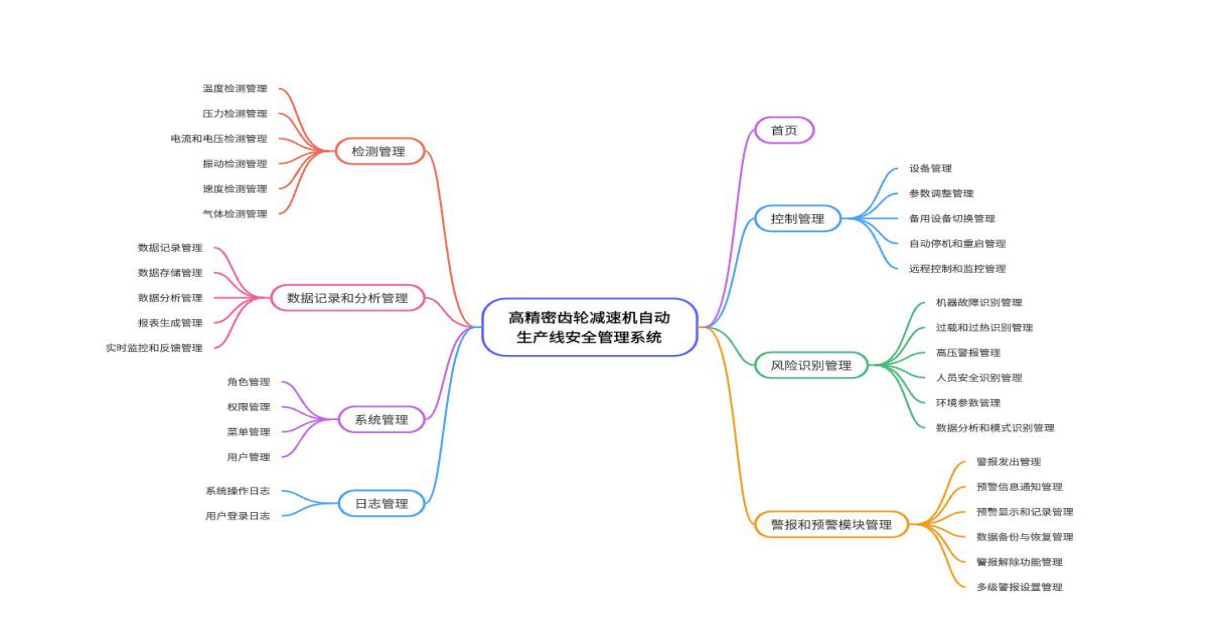 高精密齿轮减速机自动
生产线安全管理系统
首页
控制管理
设备管理
参数调整管理
备用设备切换管理
自动停机和重启管理
远程控制和监控管理
风险识别管理
机器故障识别管理
过载和过热识别管理
高压警报管理
人员安全识别管理
环境参数管理
数据分析和模式识别管理
警报和预警模块管理
警报发出管理
预警信息通知管理
预警显示和记录管理
数据备份与恢复管理
警报解除功能管理
多级警报设置管理
检测管理
温度检测管理
压力检测管理
电流和电压检测管理
振动检测管理
速度检测管理
气体检测管理
数据记录和分析管理
数据记录管理
数据存储管理
数据分析管理
报表生成管理
实时监控和反馈管理
系统管理
角色管理
权限管理
菜单管理
用户管理
日志管理
系统操作日志
用户登录日志